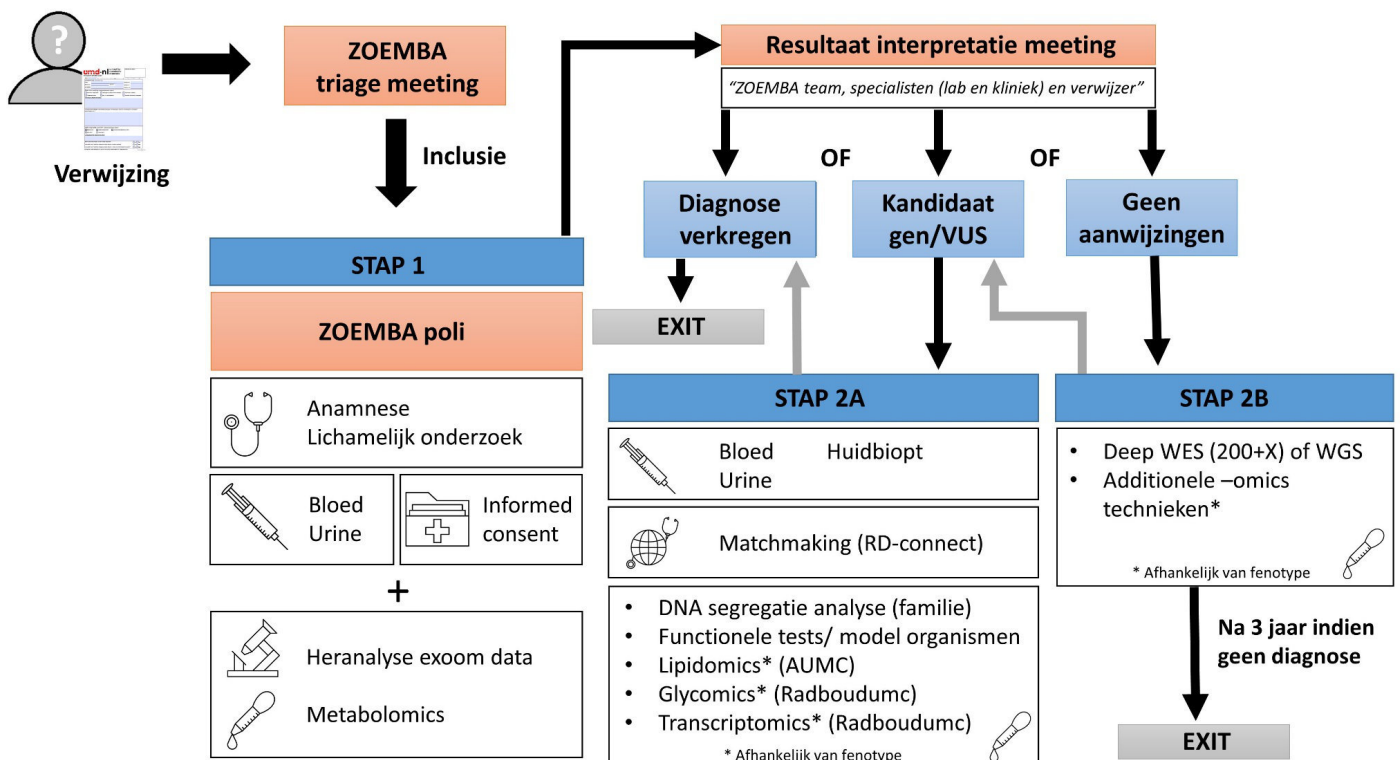 ?
umd-nl
Verwijzing
ZOEMBA
triage meeting
Inclusie
STAP 1
ZOEMBA poli
Anamnese
Lichamelijk onderzoek
Bloed
Urine
Informed
consent
+
Heranalyse exoom data
Metabolomics
Resultaat interpretatie meeting
“ZOEMBA team, specialisten (lab en kliniek) en verwijzer”
OF
OF
Diagnose
verkregen
Kandidaat
gen/VUS
Geen
aanwijzingen
EXIT
STAP 2A
Bloed Huidbiopt
Urine
Matchmaking (RD-connect)
• DNA segregatie analyse (familie)
• Functionele tests/ model organismen
• Lipidomics* (AUMC)
• Glycomics* (Radboudumc)
• Transcriptomics* (Radboudumc)
* Afhankelijk van fenotype
STAP 2B
• Deep WES (200+X) of WGS
• Additionele –omics
technieken*
* Afhankelijk van fenotype
Na 3 jaar indien
geen diagnose
EXIT